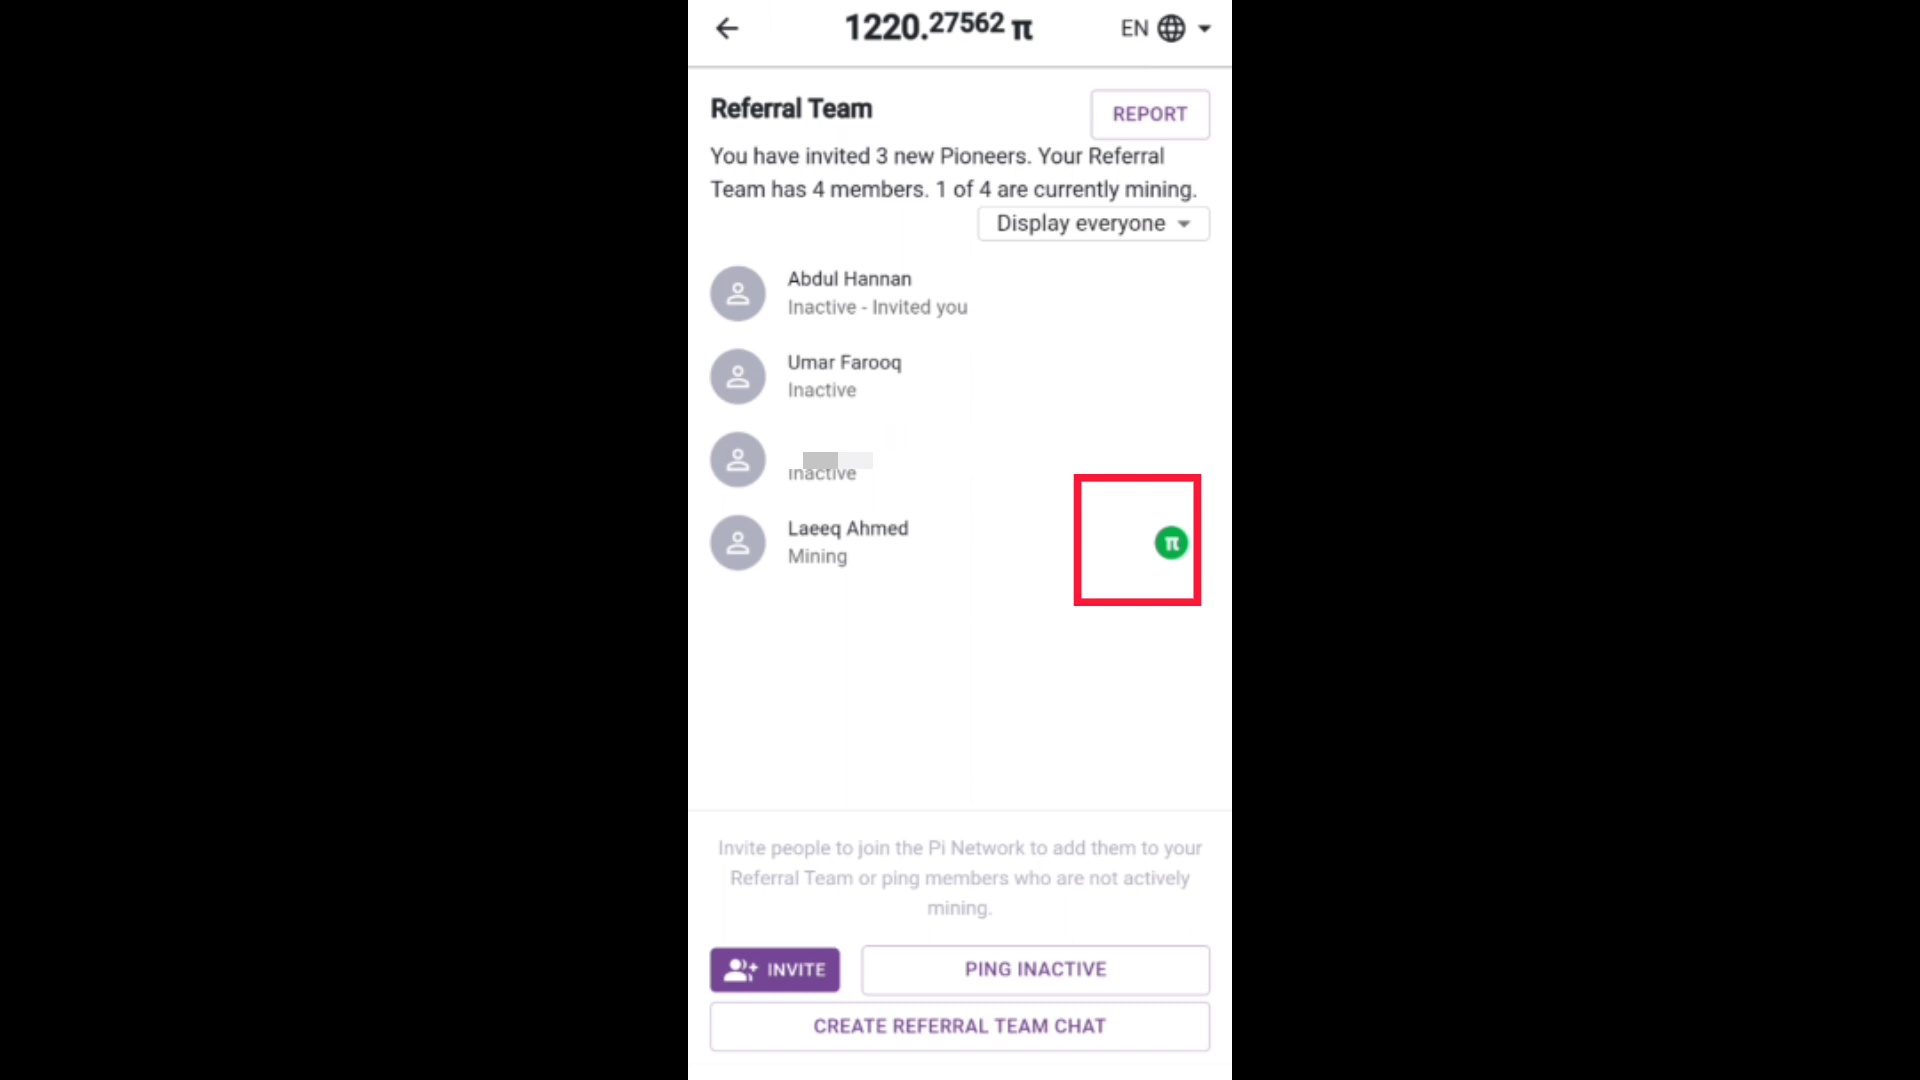 1220.27562 π
EN
Referral Team
REPORT
You have invited 3 new Pioneers. Your Referral
Team has 4 members. 1 of 4 are currently mining.
Display everyone
Abdul Hannan
Inactive - Invited you
Umar Farooq
Inactive
Inactive
Laeeq Ahmed
Mining
π
Invite people to join the Pi Network to add them to your
Referral Team or ping members who are not actively
mining.
INVITE
PING INACTIVE
CREATE REFERRAL TEAM CHAT